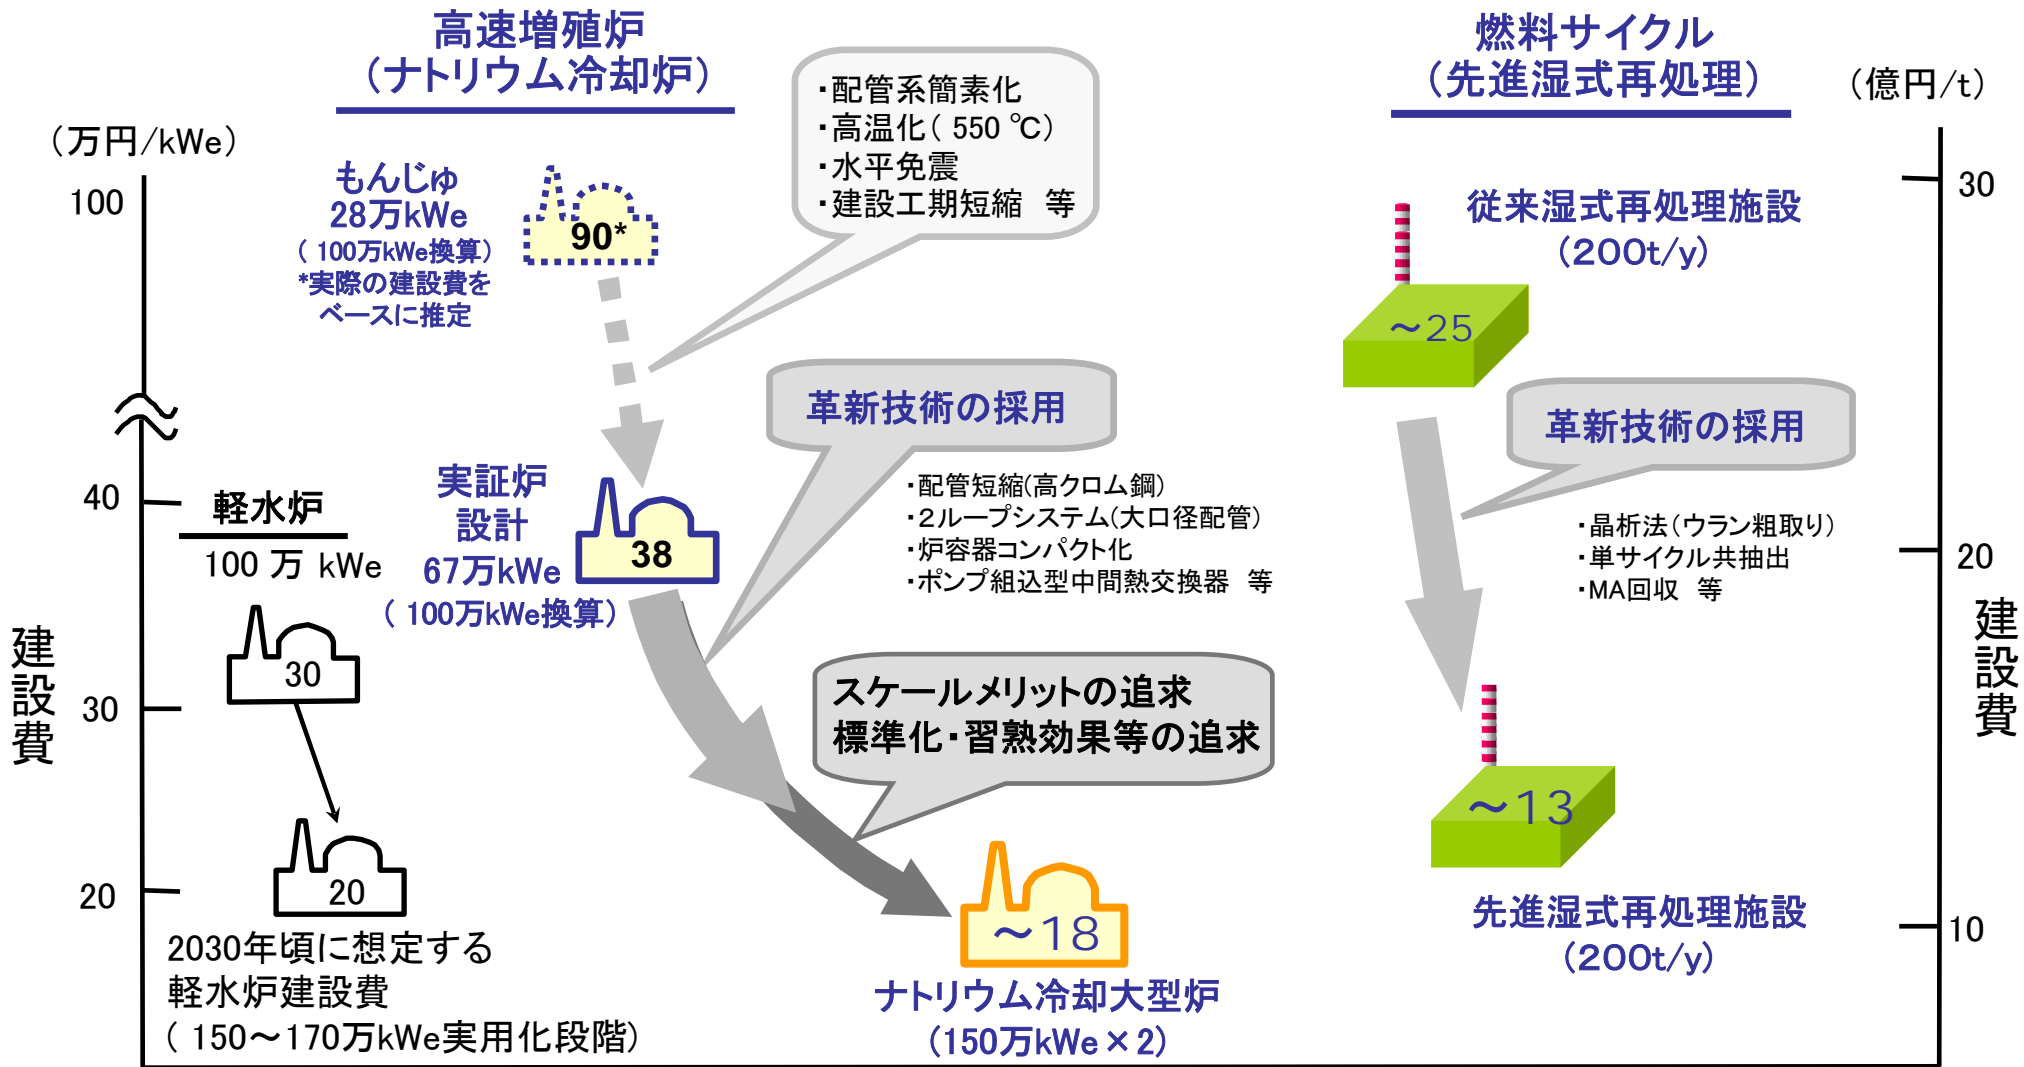 高速増殖炉
（ナトリウム冷却炉）
（万円/kWe）
100
もんじゅ
28万kWe
（ 100万kWe換算）
*実際の建設費を
ベースに推定
90*
・配管系簡素化
・高温化（ 550 ℃）
・水平免震
・建設工期短縮　等
40
軽水炉
100 万 kWe
30
建設費
30
20
20
2030年頃に想定する
軽水炉建設費
（ 150～170万kWe実用化段階）
実証炉
設計
67万kWe
（ 100万kWe換算）
38
革新技術の採用
・配管短縮(高クロム鋼)
・２ループシステム(大口径配管)
・炉容器コンパクト化
・ポンプ組込型中間熱交換器　等
スケールメリットの追求
標準化・習熟効果等の追求
～18
ナトリウム冷却大型炉
（150万kWe×2）
燃料サイクル
（先進湿式再処理）
（億円/t）
30
従来湿式再処理施設
（200t/y）
～25
革新技術の採用
・晶析法（ウラン粗取り）
・単サイクル共抽出
・MA回収　等
20
建設費
～13
先進湿式再処理施設
（200t/y）
10